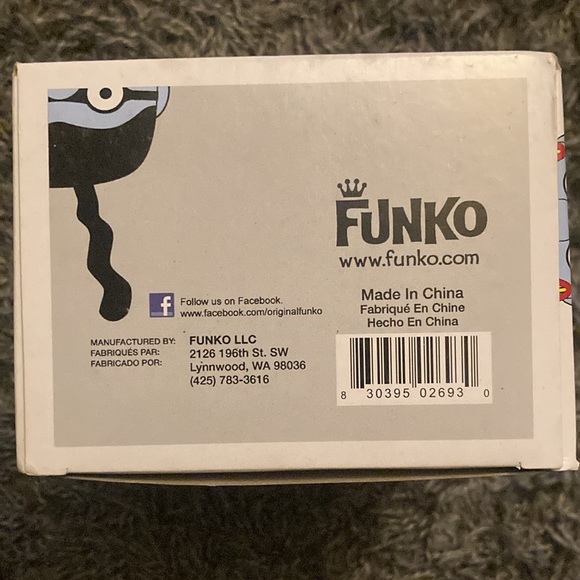 FUNKO
www.funko.com
f Follow us on Facebook.
www.facebook.com/originalfunko
Made In China
Fabriqué En Chine
Hecho En China
MANUFACTURED BY: FUNKO LLC
FABRIQUÉS PAR: 2126 196th St. SW
FABRICADO POR: Lynnwood, WA 98036
(425) 783-3616
8 30395 02693 0